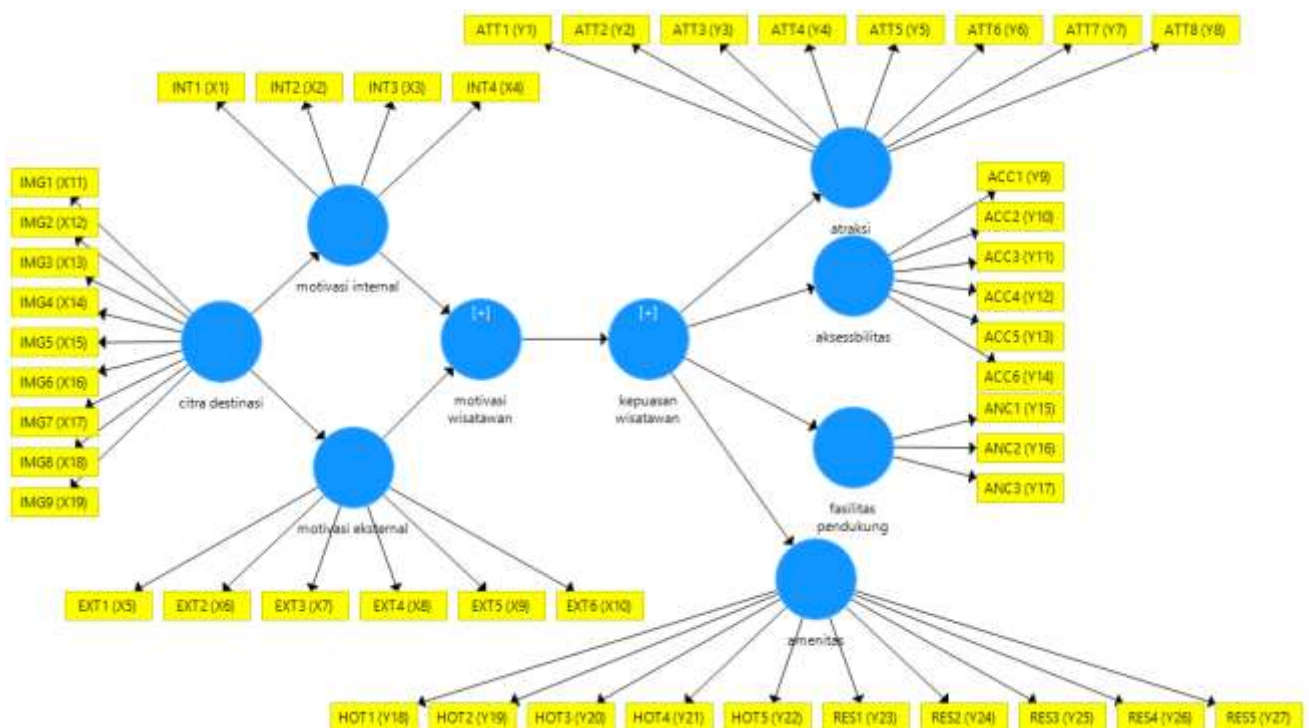 ATT1 (Y1)
ATT2 (Y2)
ATT3 (Y3)
ATT4 (Y4)
ATT5 (Y5)
ATT6 (Y6)
ATT7 (Y7)
ATT8 (Y8)
INT1 (X1)
INT2 (X2)
INT3 (X3)
INT4 (X4)
IMG1 (X11)
IMG2 (X12)
IMG3 (X13)
IMG4 (X14)
IMG5 (X15)
IMG6 (X16)
IMG7 (X17)
IMG8 (X18)
IMG9 (X19)
citra destinasi
motivasi internal
motivasi eksternal
[+]
motivasi
wisatawan
[+]
kepuasan
wisatawan
atraksi
aksessbilitas
fasilitas
pendukung
amenitas
ACC1 (Y9)
ACC2 (Y10)
ACC3 (Y11)
ACC4 (Y12)
ACC5 (Y13)
ACC6 (Y14)
ANC1 (Y15)
ANC2 (Y16)
ANC3 (Y17)
EXT1 (X5)
EXT2 (X6)
EXT3 (X7)
EXT4 (X8)
EXT5 (X9)
EXT6 (X10)
HOT1 (Y18)
HOT2 (Y19)
HOT3 (Y20)
HOT4 (Y21)
HOT5 (Y22)
RES1 (Y23)
RES2 (Y24)
RES3 (Y25)
RES4 (Y26)
RES5 (Y27)